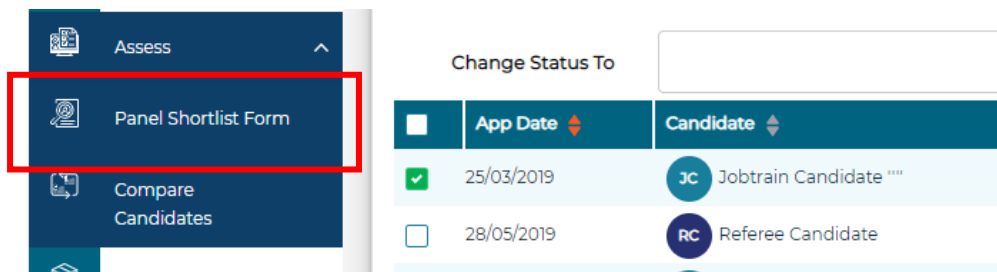 Assess
Panel Shortlist Form
Compare
Candidates
Change Status To
App Date Candidate
25/03/2019 JC Jobtrain Candidate ""
28/05/2019 RC Referee Candidate